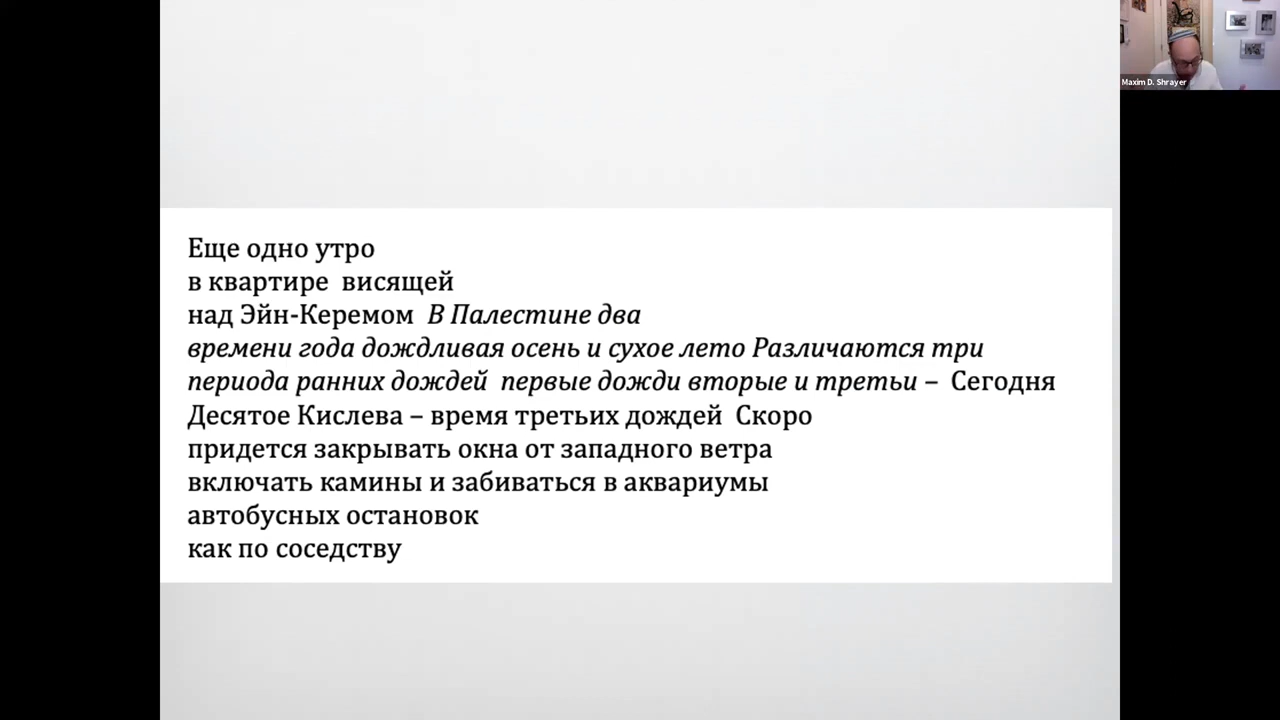 Maxim D. Shrayer
Еще одно утро
в квартире висящей
над Эйн-Керемом В Палестине два
времени года дождливая осень и сухое лето Различаются три
периода ранних дождей первые дожди вторые и третьи – Сегодня
Десятое Кислева – время третьих дождей Скоро
придется закрывать окна от западного ветра
включать камины и забиваться в аквариумы
автобусных остановок
как по соседству